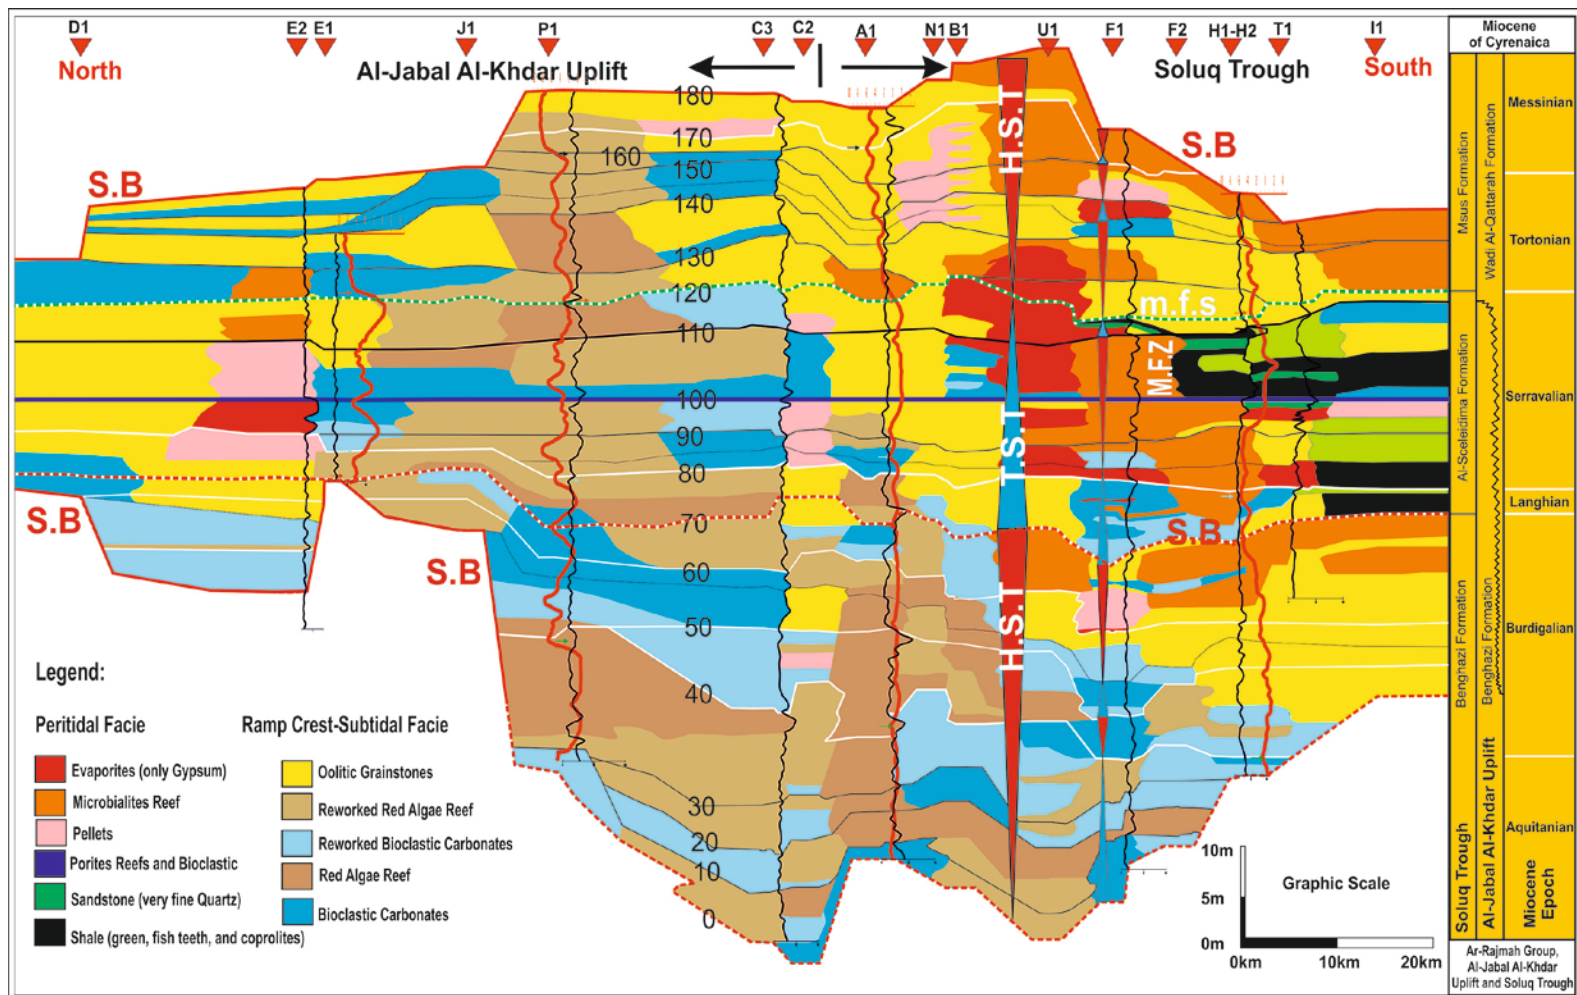 D1 E2 E1 J1 P1 C3 C2 A1 N1 B1 U1 F1 F2 H1-H2 T1 I1
Miocene
of Cyrenaica
North
Al-Jabal Al-Khdar Uplift
Soluq Trough
South
180
170
160
150
140
130
120
110
100
90
80
70
60
50
40
30
20
10
0
S.B
S.B
S.B
S.B
S.B
H.S.T
T.S.T
H.S.T
m.f.s
M.F.Z
Messinian
Tortonian
Serravalian
Langhian
Burdigalian
Aquitanian
Msus Formation
Wadi Al-Qattarah Formation
Al-Sceleidima Formation
Benghazi Formation
Benghazi Formation
Soluq Trough
Al-Jabal Al-Khdar Uplift
Miocene
Epoch
Ar-Rajmah Group,
Al-Jabal Al-Khdar
Uplift and Soluq Trough
Legend:
Peritidal Facie
Evaporites (only Gypsum)
Microbialites Reef
Pellets
Porites Reefs and Bioclastic
Sandstone (very fine Quartz)
Shale (green, fish teeth, and coprolites)
Ramp Crest-Subtidal Facie
Oolitic Grainstones
Reworked Red Algae Reef
Reworked Bioclastic Carbonates
Red Algae Reef
Bioclastic Carbonates
10m
5m
0m
Graphic Scale
0km 10km 20km